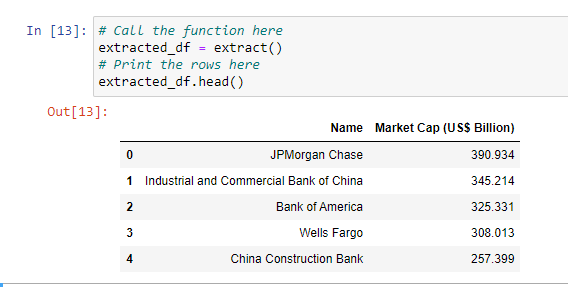 In [13]: # Call the function here
extracted_df = extract()
# Print the rows here
extracted_df.head()
Out[13]:
Name Market Cap (US$ Billion)
0 JPMorgan Chase 390.934
1 Industrial and Commercial Bank of China 345.214
2 Bank of America 325.331
3 Wells Fargo 308.013
4 China Construction Bank 257.399